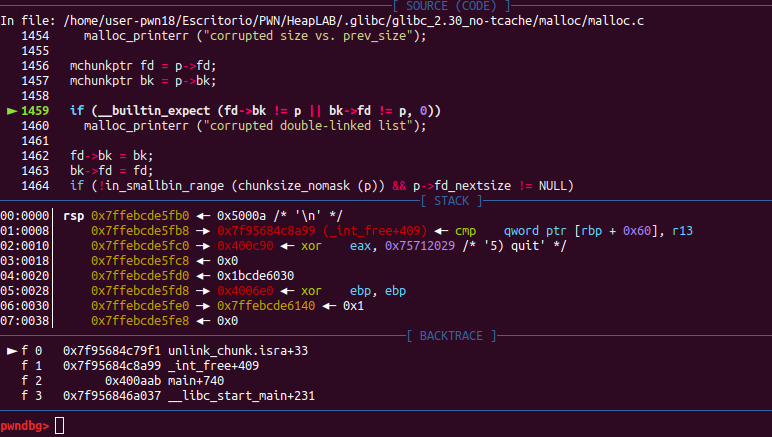 [ SOURCE (CODE) ]
In file: /home/user-pwn18/Escritorio/PWN/HeapLAB/.glibc/glibc_2.30_no-tcache/malloc/malloc.c
1454     malloc_printerr ("corrupted size vs. prev_size");
1455
1456   mchunkptr fd = p->fd;
1457   mchunkptr bk = p->bk;
1458
► 1459   if (__builtin_expect (fd->bk != p || bk->fd != p, 0))
1460     malloc_printerr ("corrupted double-linked list");
1461
1462   fd->bk = bk;
1463   bk->fd = fd;
1464   if (!in_smallbin_range (chunksize_nomask (p)) && p->fd_nextsize != NULL)
[ STACK ]
00:0000│ rsp 0x7ffebcde5fb0 ◂— 0x5000a /* '\n' */
01:0008│     0x7ffebcde5fb8 —▸ 0x7f95684c8a99 (_int_free+409) ◂— cmp    qword ptr [rbp + 0x60], r13
02:0010│     0x7ffebcde5fc0 —▸ 0x400c90 ◂— xor    eax, 0x75712029 /* '5) quit' */
03:0018│     0x7ffebcde5fc8 ◂— 0x0
04:0020│     0x7ffebcde5fd0 ◂— 0x1bcde6030
05:0028│     0x7ffebcde5fd8 —▸ 0x4006e0 ◂— xor    ebp, ebp
06:0030│     0x7ffebcde5fe0 —▸ 0x7ffebcde6140 ◂— 0x1
07:0038│     0x7ffebcde5fe8 ◂— 0x0
[ BACKTRACE ]
► f 0   0x7f95684c79f1 unlink_chunk.isra+33
f 1   0x7f95684c8a99 _int_free+409
f 2         0x400aab main+740
f 3   0x7f956846a037 __libc_start_main+231
pwndbg>